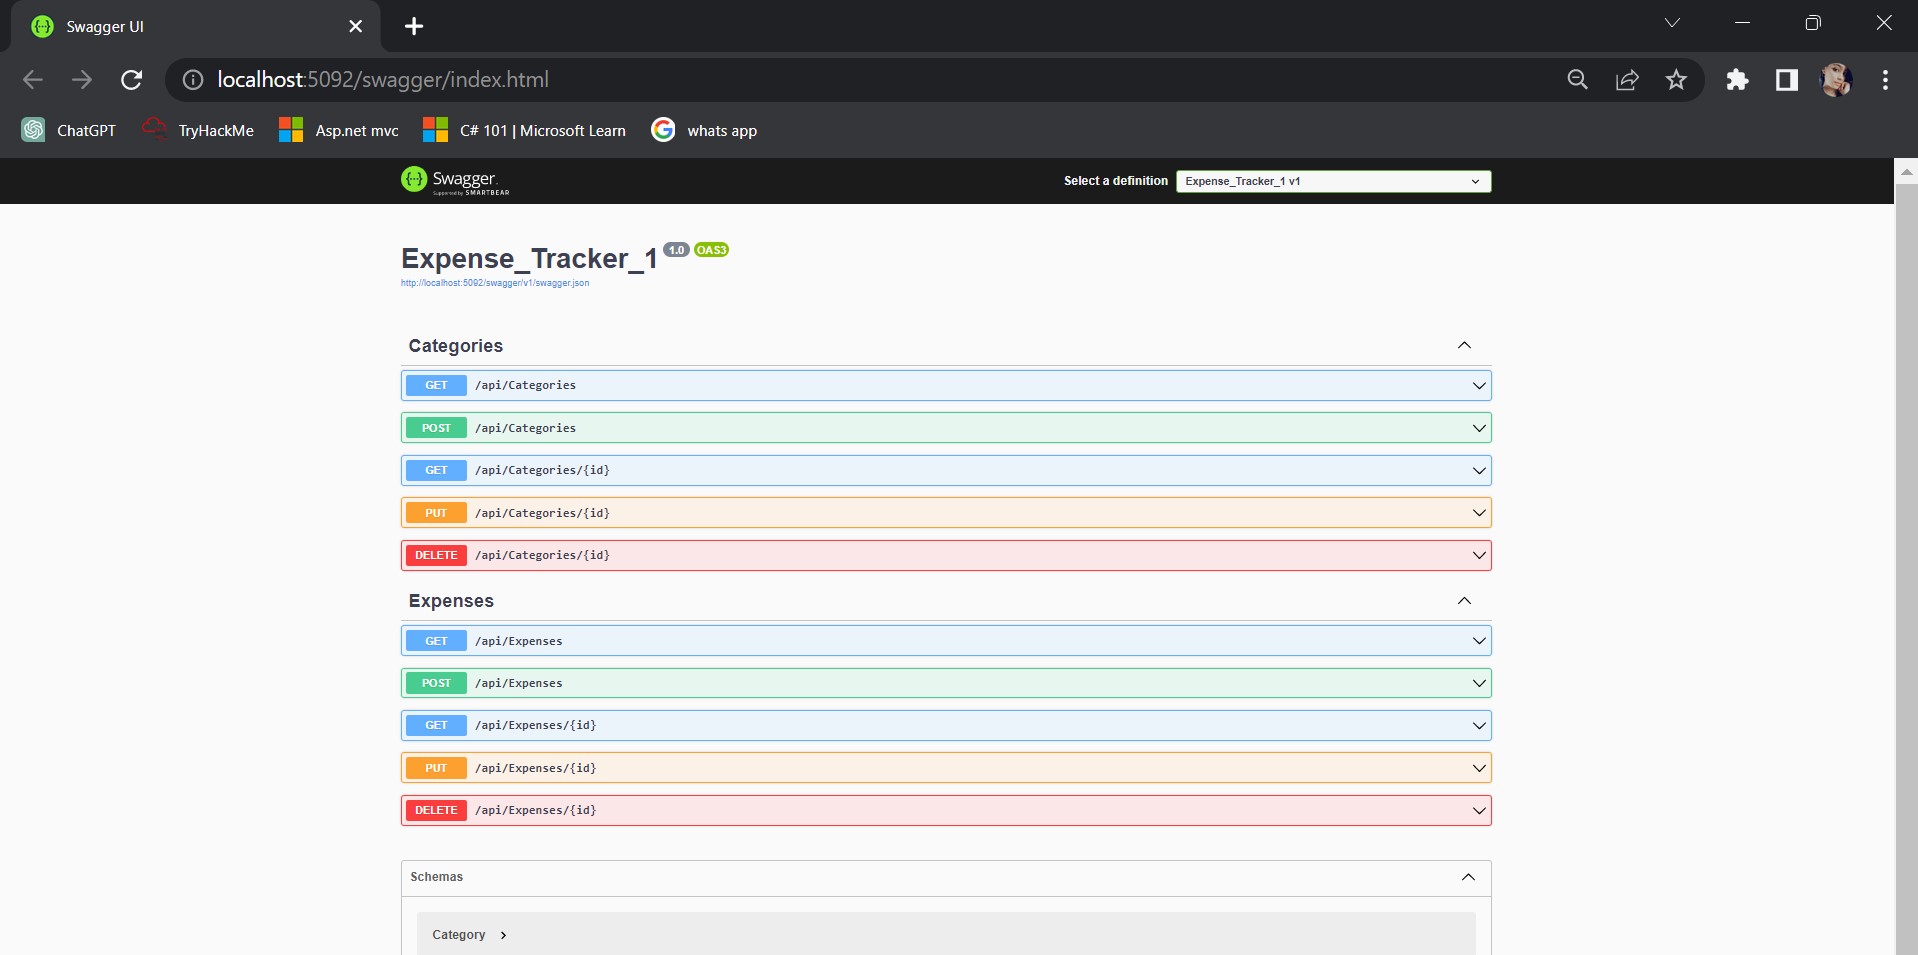 Swagger UI
localhost:5092/swagger/index.html
ChatGPT
TryHackMe
Asp.net mvc
C# 101 | Microsoft Learn
whats app
Swagger.
Supported by SMARTBEAR
Select a definition
Expense_Tracker_1 v1
Expense_Tracker_1 1.0 OAS3
http://localhost:5092/swagger/v1/swagger.json
Categories
GET /api/Categories
POST /api/Categories
GET /api/Categories/{id}
PUT /api/Categories/{id}
DELETE /api/Categories/{id}
Expenses
GET /api/Expenses
POST /api/Expenses
GET /api/Expenses/{id}
PUT /api/Expenses/{id}
DELETE /api/Expenses/{id}
Schemas
Category